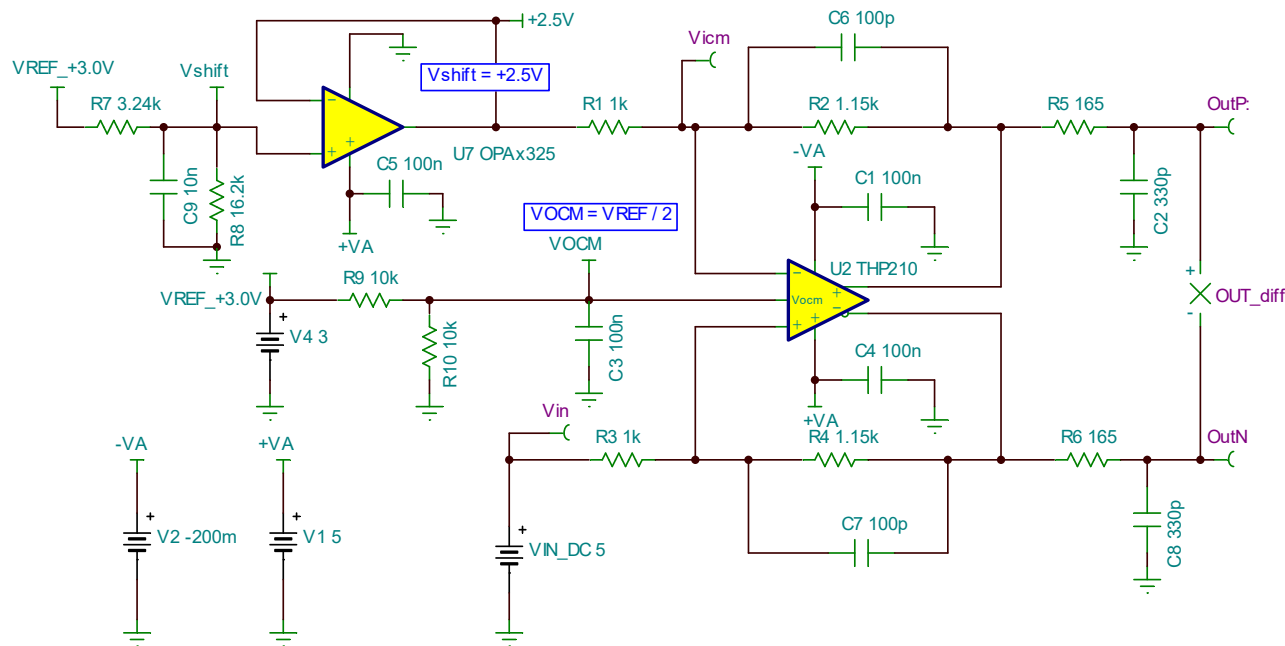 C6 100p
+2.5V
Vicm
VREF_+3.0V
Vshift
Vshift = +2.5V
R7 3.24k
R1 1k
R2 1.15k
R5 165
OutP:
U7 OPAx325
-VA
C5 100n
C9 10n
R8 16.2k
C1 100n
C2 330p
VOCM = VREF / 2
+VA
VOCM
U2 THP210
R9 10k
VREF_+3.0V
Vocm
OUT_diff
V4 3
R10 10k
C3 100n
C4 100n
Vin
+VA
R3 1k
R4 1.15k
R6 165
OutN
-VA
+VA
V2 -200m
V1 5
VIN_DC 5
C7 100p
C8 330p